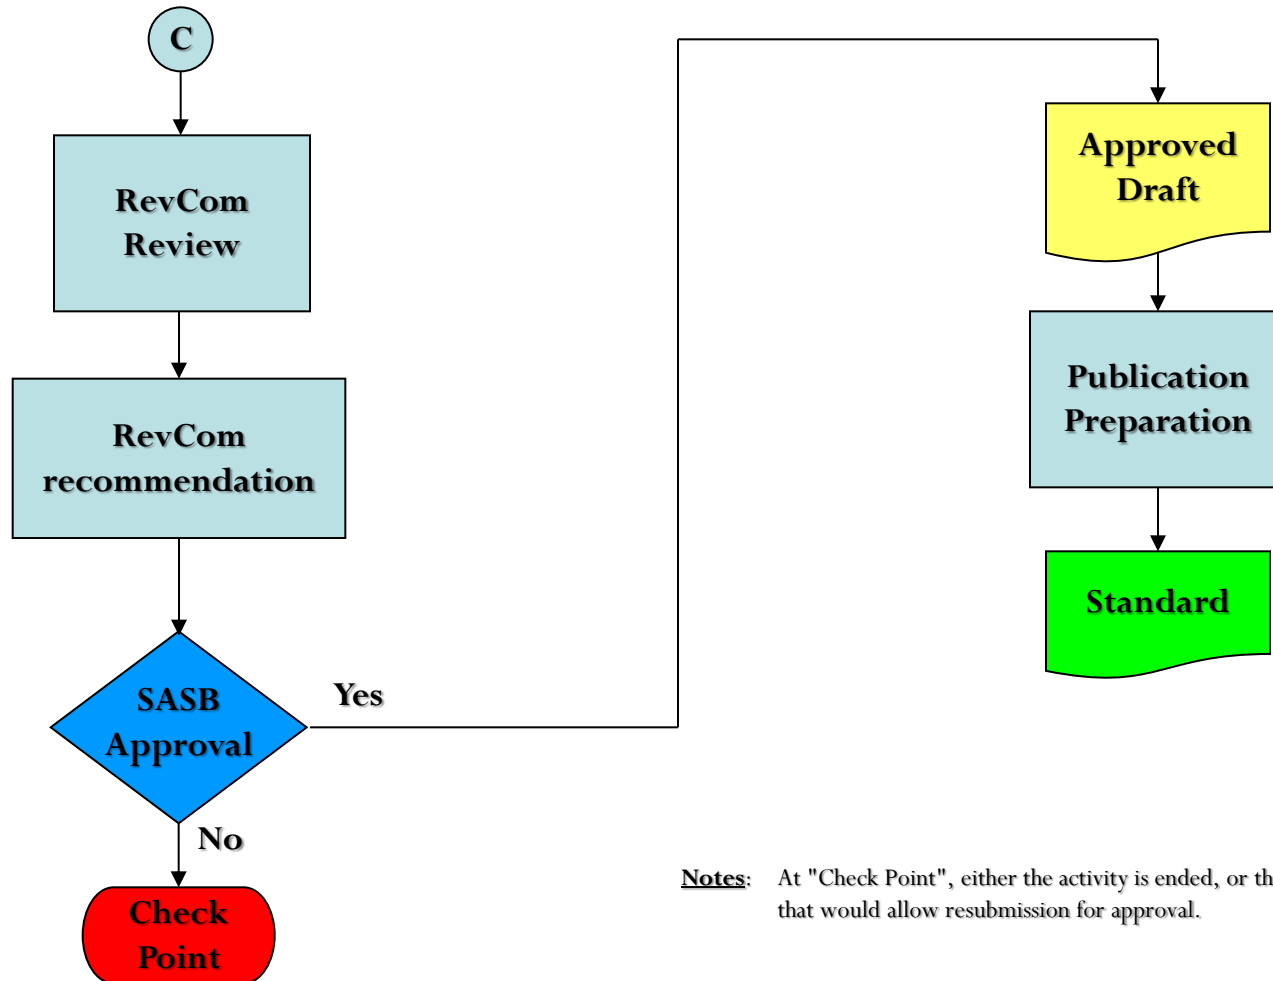 C
RevCom
Review
RevCom
recommendation
SASB
Approval
Yes
No
Check
Point
Approved
Draft
Publication
Preparation
Standard
Notes: At "Check Point", either the activity is ended, or
that would allow resubmission for approval.